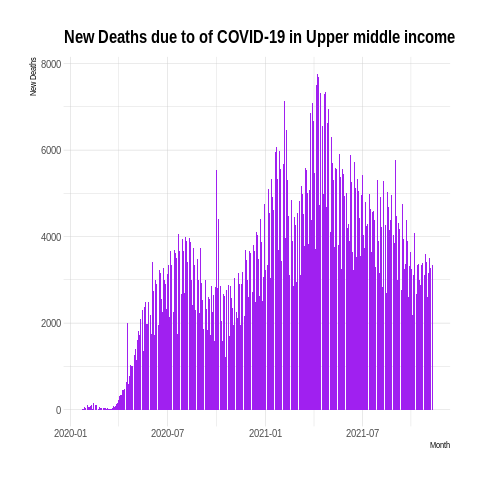 New Deaths due to of COVID-19 in Upper middle income
New Deaths
8000
6000
4000
2000
0
2020-01 2020-07 2021-01 2021-07
Month